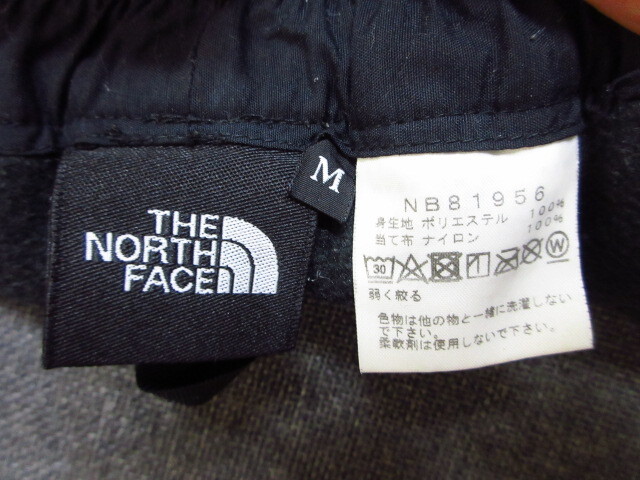 THE
NORTH
FACE
M
NB81956
身生地 ポリエステル 100%
当て布 ナイロン 100%
30 W
弱く絞る
色物は他の物と一緒に洗濯しない
で下さい。
柔軟剤は使用しないで下さい。